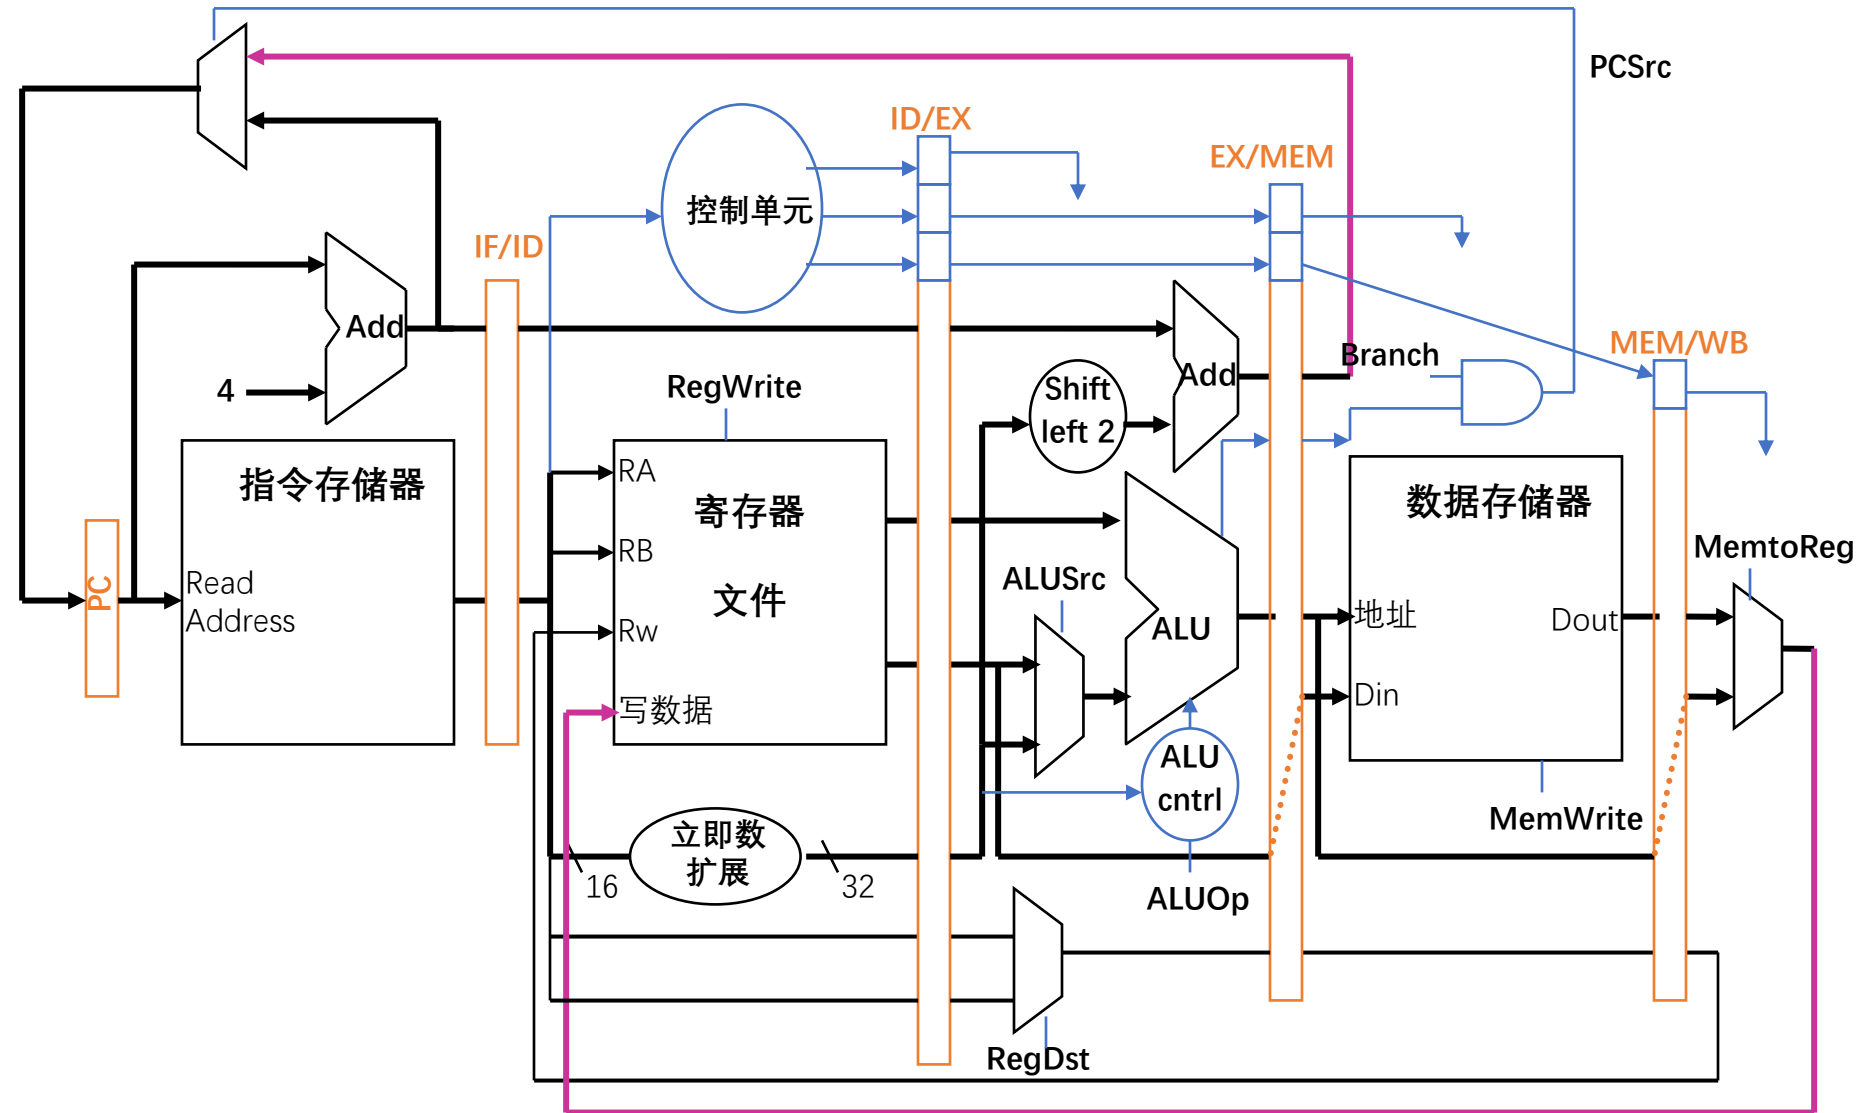 PCSrc
ID/EX
EX/MEM
控制单元
IF/ID
Add
4
MEM/WB
Branch
Add
RegWrite
Shift
left 2
指令存储器
RA
寄存器
数据存储器
RB
MemtoReg
PC
Read
Address
文件
ALUSrc
Rw
ALU
地址
Dout
写数据
Din
ALU
cntrl
MemWrite
立即数
扩展
16
32
ALUOp
RegDst